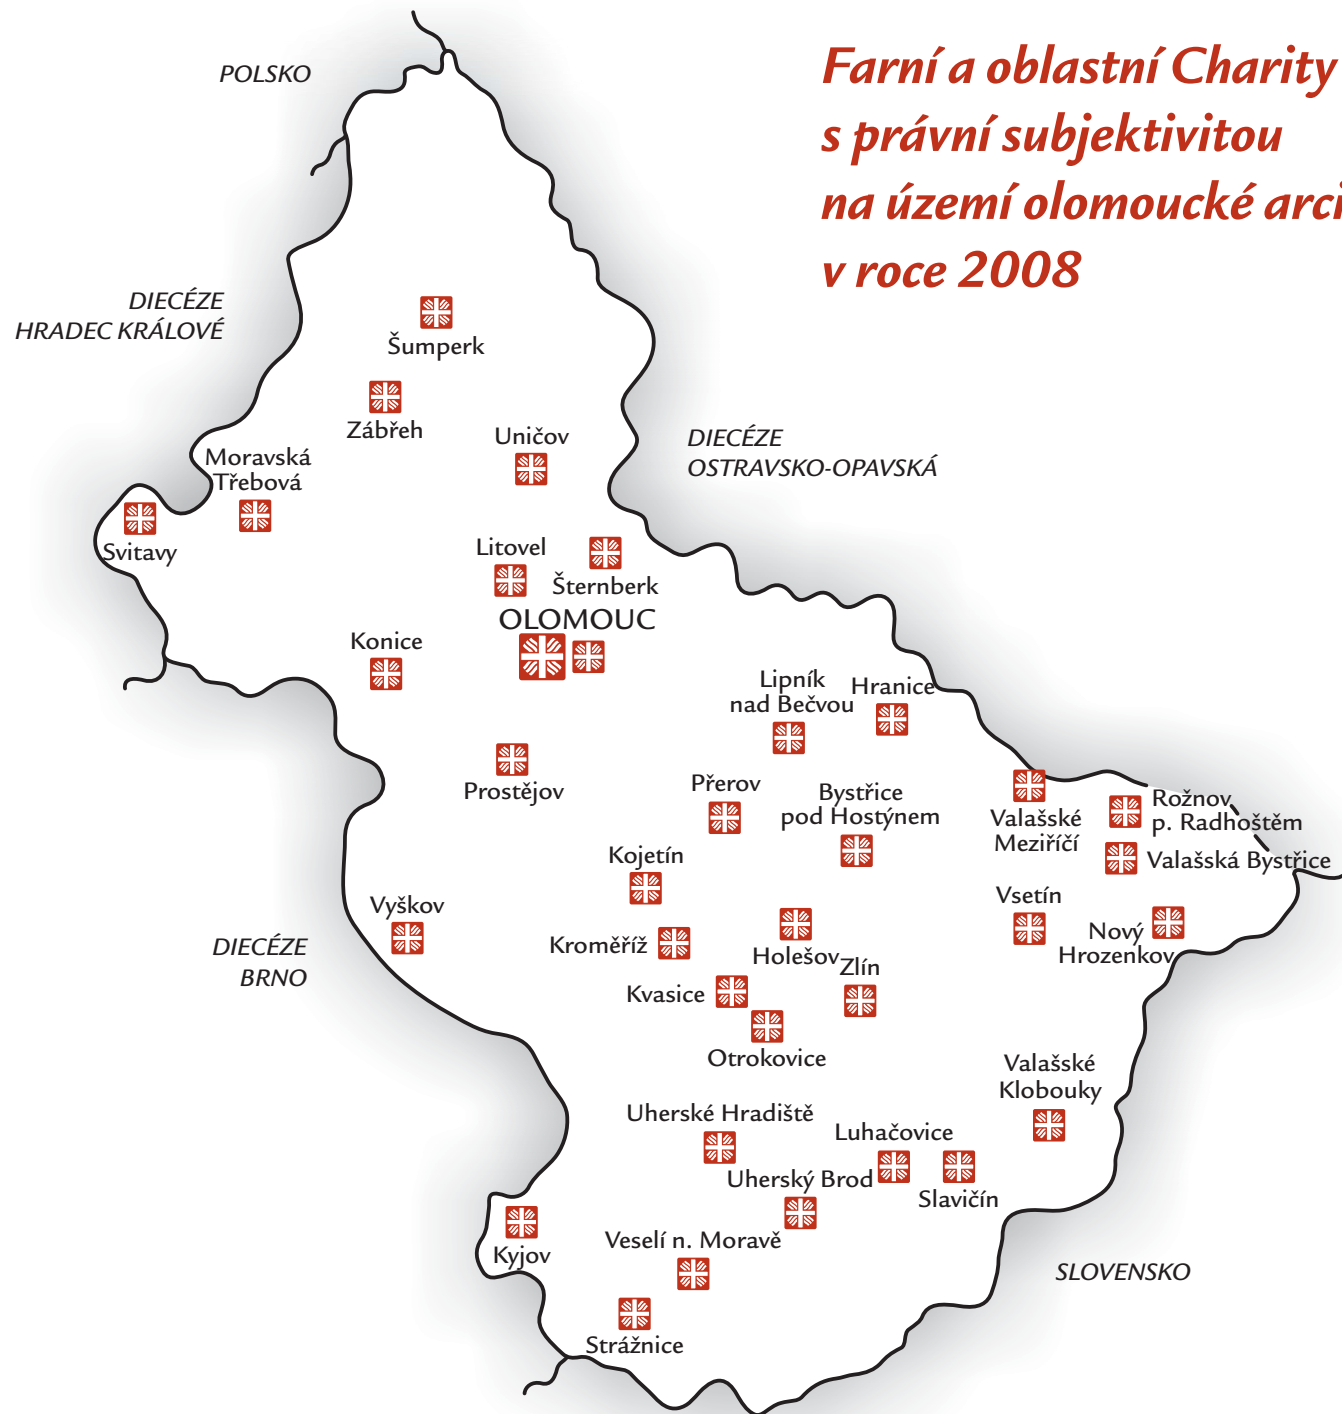 Farní a oblastní Charity
s právní subjektivitou
na území olomoucké arci
v roce 2008
POLSKO
DIECÉZE
HRADEC KRÁLOVÉ
DIECÉZE
OSTRAVSKO-OPAVSKÁ
Šumperk
Zábřeh
Uničov
Moravská
Třebová
Svitavy
Litovel
Šternberk
OLOMOUC
Konice
Lipník
nad Bečvou
Hranice
Prostějov
Přerov
Bystřice
pod Hostýnem
Valašské
Meziříčí
Rožnov
p. Radhoštěm
Valašská Bystřice
Kojetín
Vyškov
Vsetín
Nový
Hrozenkov
DIECÉZE
BRNO
Kroměříž
Holešov
Zlín
Kvasice
Otrokovice
Valašské
Klobouky
Uherské Hradiště
Luhačovice
Uherský Brod
Slavičín
Kyjov
Veselí n. Moravě
SLOVENSKO
Strážnice